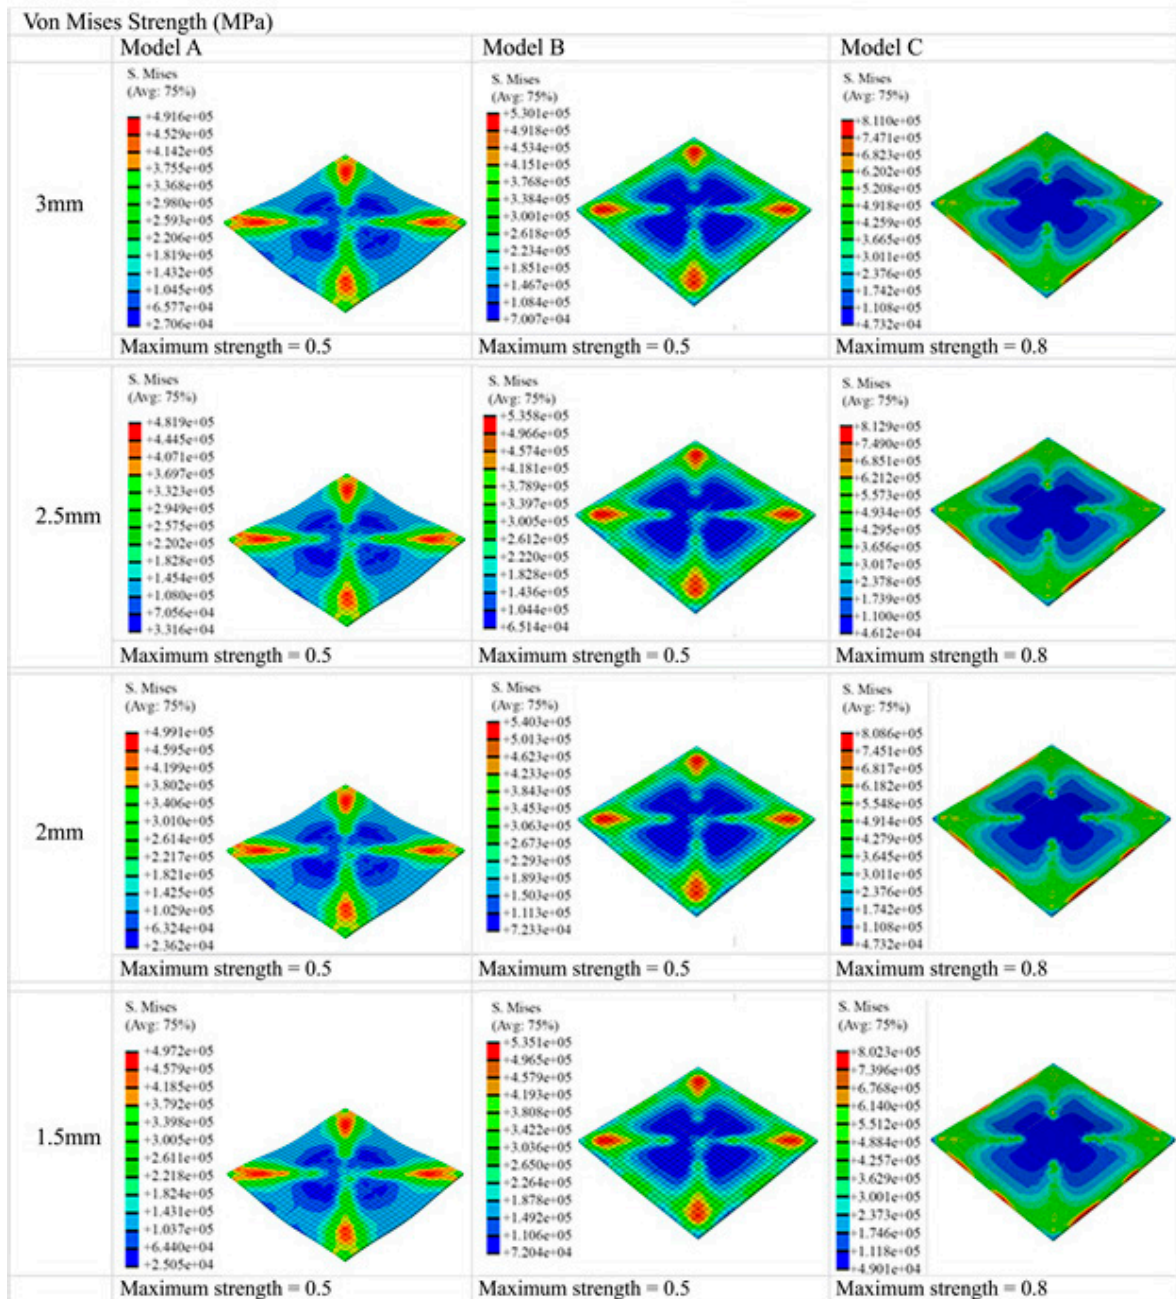 Von Mises Strength (MPa)
Model A
Model B
Model C
3mm
S. Mises
(Avg: 75%)
+4.916e+05
+4.529e+05
+4.142e+05
+3.755e+05
+3.368e+05
+2.980e+05
+2.593e+05
+2.206e+05
+1.819e+05
+1.432e+05
+1.045e+05
+6.577e+04
+2.706e+04
Maximum strength = 0.5
S. Mises
(Avg: 75%)
+5.301e+05
+4.918e+05
+4.534e+05
+4.151e+05
+3.768e+05
+3.384e+05
+3.001e+05
+2.618e+05
+2.234e+05
+1.851e+05
+1.467e+05
+1.084e+05
+7.007e+04
Maximum strength = 0.5
S. Mises
(Avg: 75%)
+8.110e+05
+7.471e+05
+6.823e+05
+6.202e+05
+5.208e+05
+4.918e+05
+4.259e+05
+3.665e+05
+3.011e+05
+2.376e+05
+1.742e+05
+1.108e+05
+4.732e+04
Maximum strength = 0.8
2.5mm
S. Mises
(Avg: 75%)
+4.819e+05
+4.445e+05
+4.071e+05
+3.697e+05
+3.323e+05
+2.949e+05
+2.575e+05
+2.202e+05
+1.828e+05
+1.454e+05
+1.080e+05
+7.056e+04
+3.316e+04
Maximum strength = 0.5
S. Mises
(Avg: 75%)
+5.358e+05
+4.966e+05
+4.574e+05
+4.181e+05
+3.789e+05
+3.397e+05
+3.005e+05
+2.612e+05
+2.220e+05
+1.828e+05
+1.436e+05
+1.044e+05
+6.514e+04
Maximum strength = 0.5
S. Mises
(Avg: 75%)
+8.129e+05
+7.490e+05
+6.851e+05
+6.212e+05
+5.573e+05
+4.934e+05
+4.295e+05
+3.656e+05
+3.017e+05
+2.378e+05
+1.739e+05
+1.100e+05
+4.612e+04
Maximum strength = 0.8
2mm
S. Mises
(Avg: 75%)
+4.991e+05
+4.595e+05
+4.199e+05
+3.802e+05
+3.406e+05
+3.010e+05
+2.614e+05
+2.217e+05
+1.821e+05
+1.425e+05
+1.029e+05
+6.324e+04
+2.362e+04
Maximum strength = 0.5
S. Mises
(Avg: 75%)
+5.403e+05
+5.013e+05
+4.623e+05
+4.233e+05
+3.843e+05
+3.453e+05
+3.063e+05
+2.673e+05
+2.293e+05
+1.893e+05
+1.503e+05
+1.113e+05
+7.233e+04
Maximum strength = 0.5
S. Mises
(Avg: 75%)
+8.086e+05
+7.451e+05
+6.817e+05
+6.182e+05
+5.548e+05
+4.914e+05
+4.279e+05
+3.645e+05
+3.011e+05
+2.376e+05
+1.742e+05
+1.108e+05
+4.732e+04
Maximum strength = 0.8
1.5mm
S. Mises
(Avg: 75%)
+4.972e+05
+4.579e+05
+4.185e+05
+3.792e+05
+3.398e+05
+3.005e+05
+2.611e+05
+2.218e+05
+1.824e+05
+1.431e+05
+1.037e+05
+6.440e+04
+2.505e+04
Maximum strength = 0.5
S. Mises
(Avg: 75%)
+5.351e+05
+4.965e+05
+4.579e+05
+4.193e+05
+3.808e+05
+3.422e+05
+3.036e+05
+2.650e+05
+2.264e+05
+1.878e+05
+1.492e+05
+1.106e+05
+7.204e+04
Maximum strength = 0.5
S. Mises
(Avg: 75%)
+8.023e+05
+7.396e+05
+6.768e+05
+6.140e+05
+5.512e+05
+4.884e+05
+4.257e+05
+3.629e+05
+3.001e+05
+2.373e+05
+1.746e+05
+1.118e+05
+4.901e+04
Maximum strength = 0.8